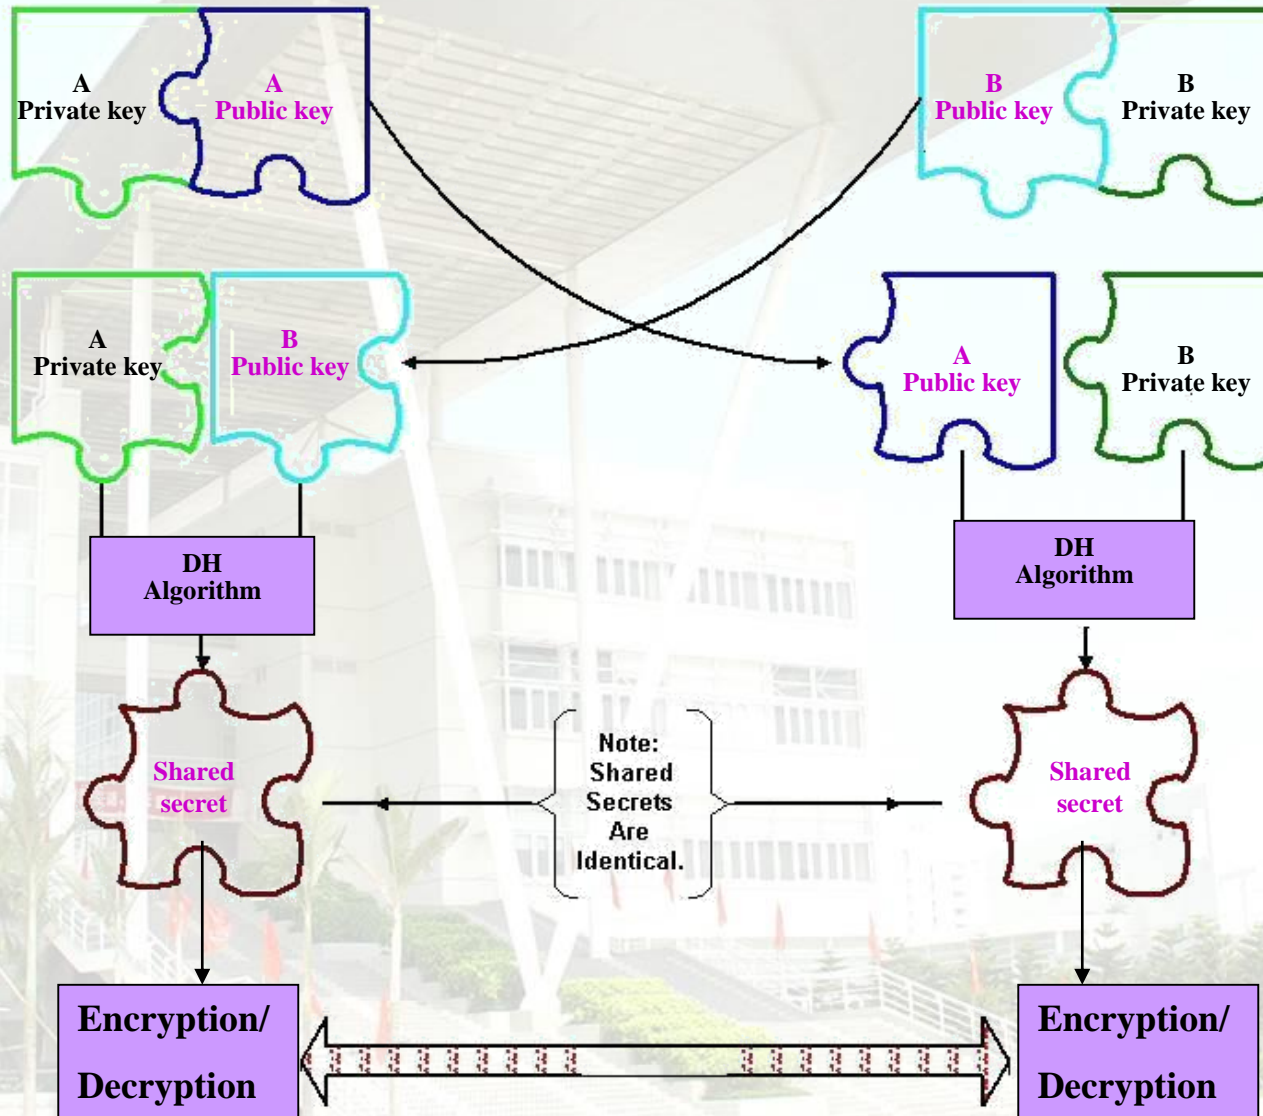 A
Private key
A
Public key
B
Public key
B
Private key
A
Private key
B
Public key
A
Public key
B
Private key
DH
Algorithm
DH
Algorithm
Shared
secret
Note:
Shared
Secrets
Are
Identical.
Shared
secret
Encryption/
Decryption
Encryption/
Decryption